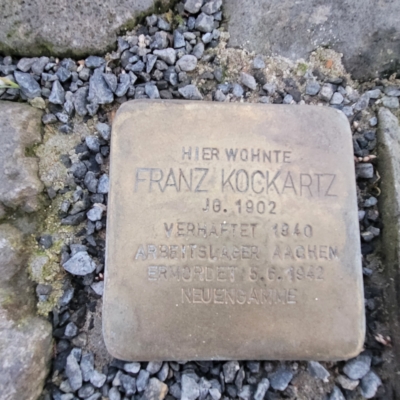 HIER WOHNTE
FRANZ KOCKARTZ
JG. 1902
VERHAFTET 1940
ARBEITSLAGER AACHEN
ERMORDET 5.6.1942
NEUENGAMME